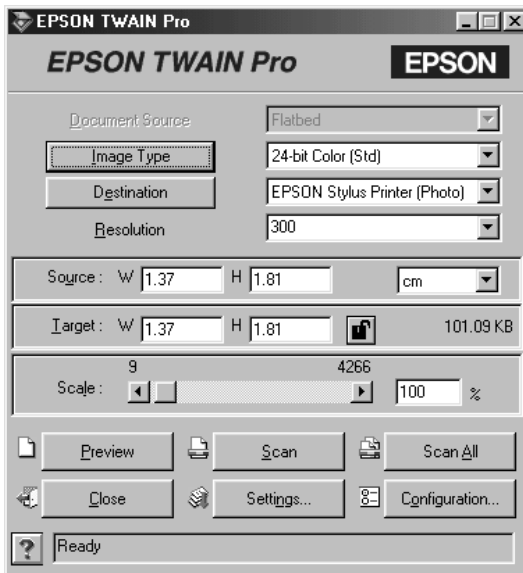 EPSON TWAIN Pro
EPSON TWAIN Pro EPSON
Document Source Flatbed
Image Type 24-bit Color (Std)
Destination EPSON Stylus Printer (Photo)
Resolution 300
Source : W 1.37 H 1.81 cm
Target : W 1.37 H 1.81 101.09 KB
9 4266
Scale : 100 %
Preview Scan Scan All
Close Settings... Configuration...
? Ready